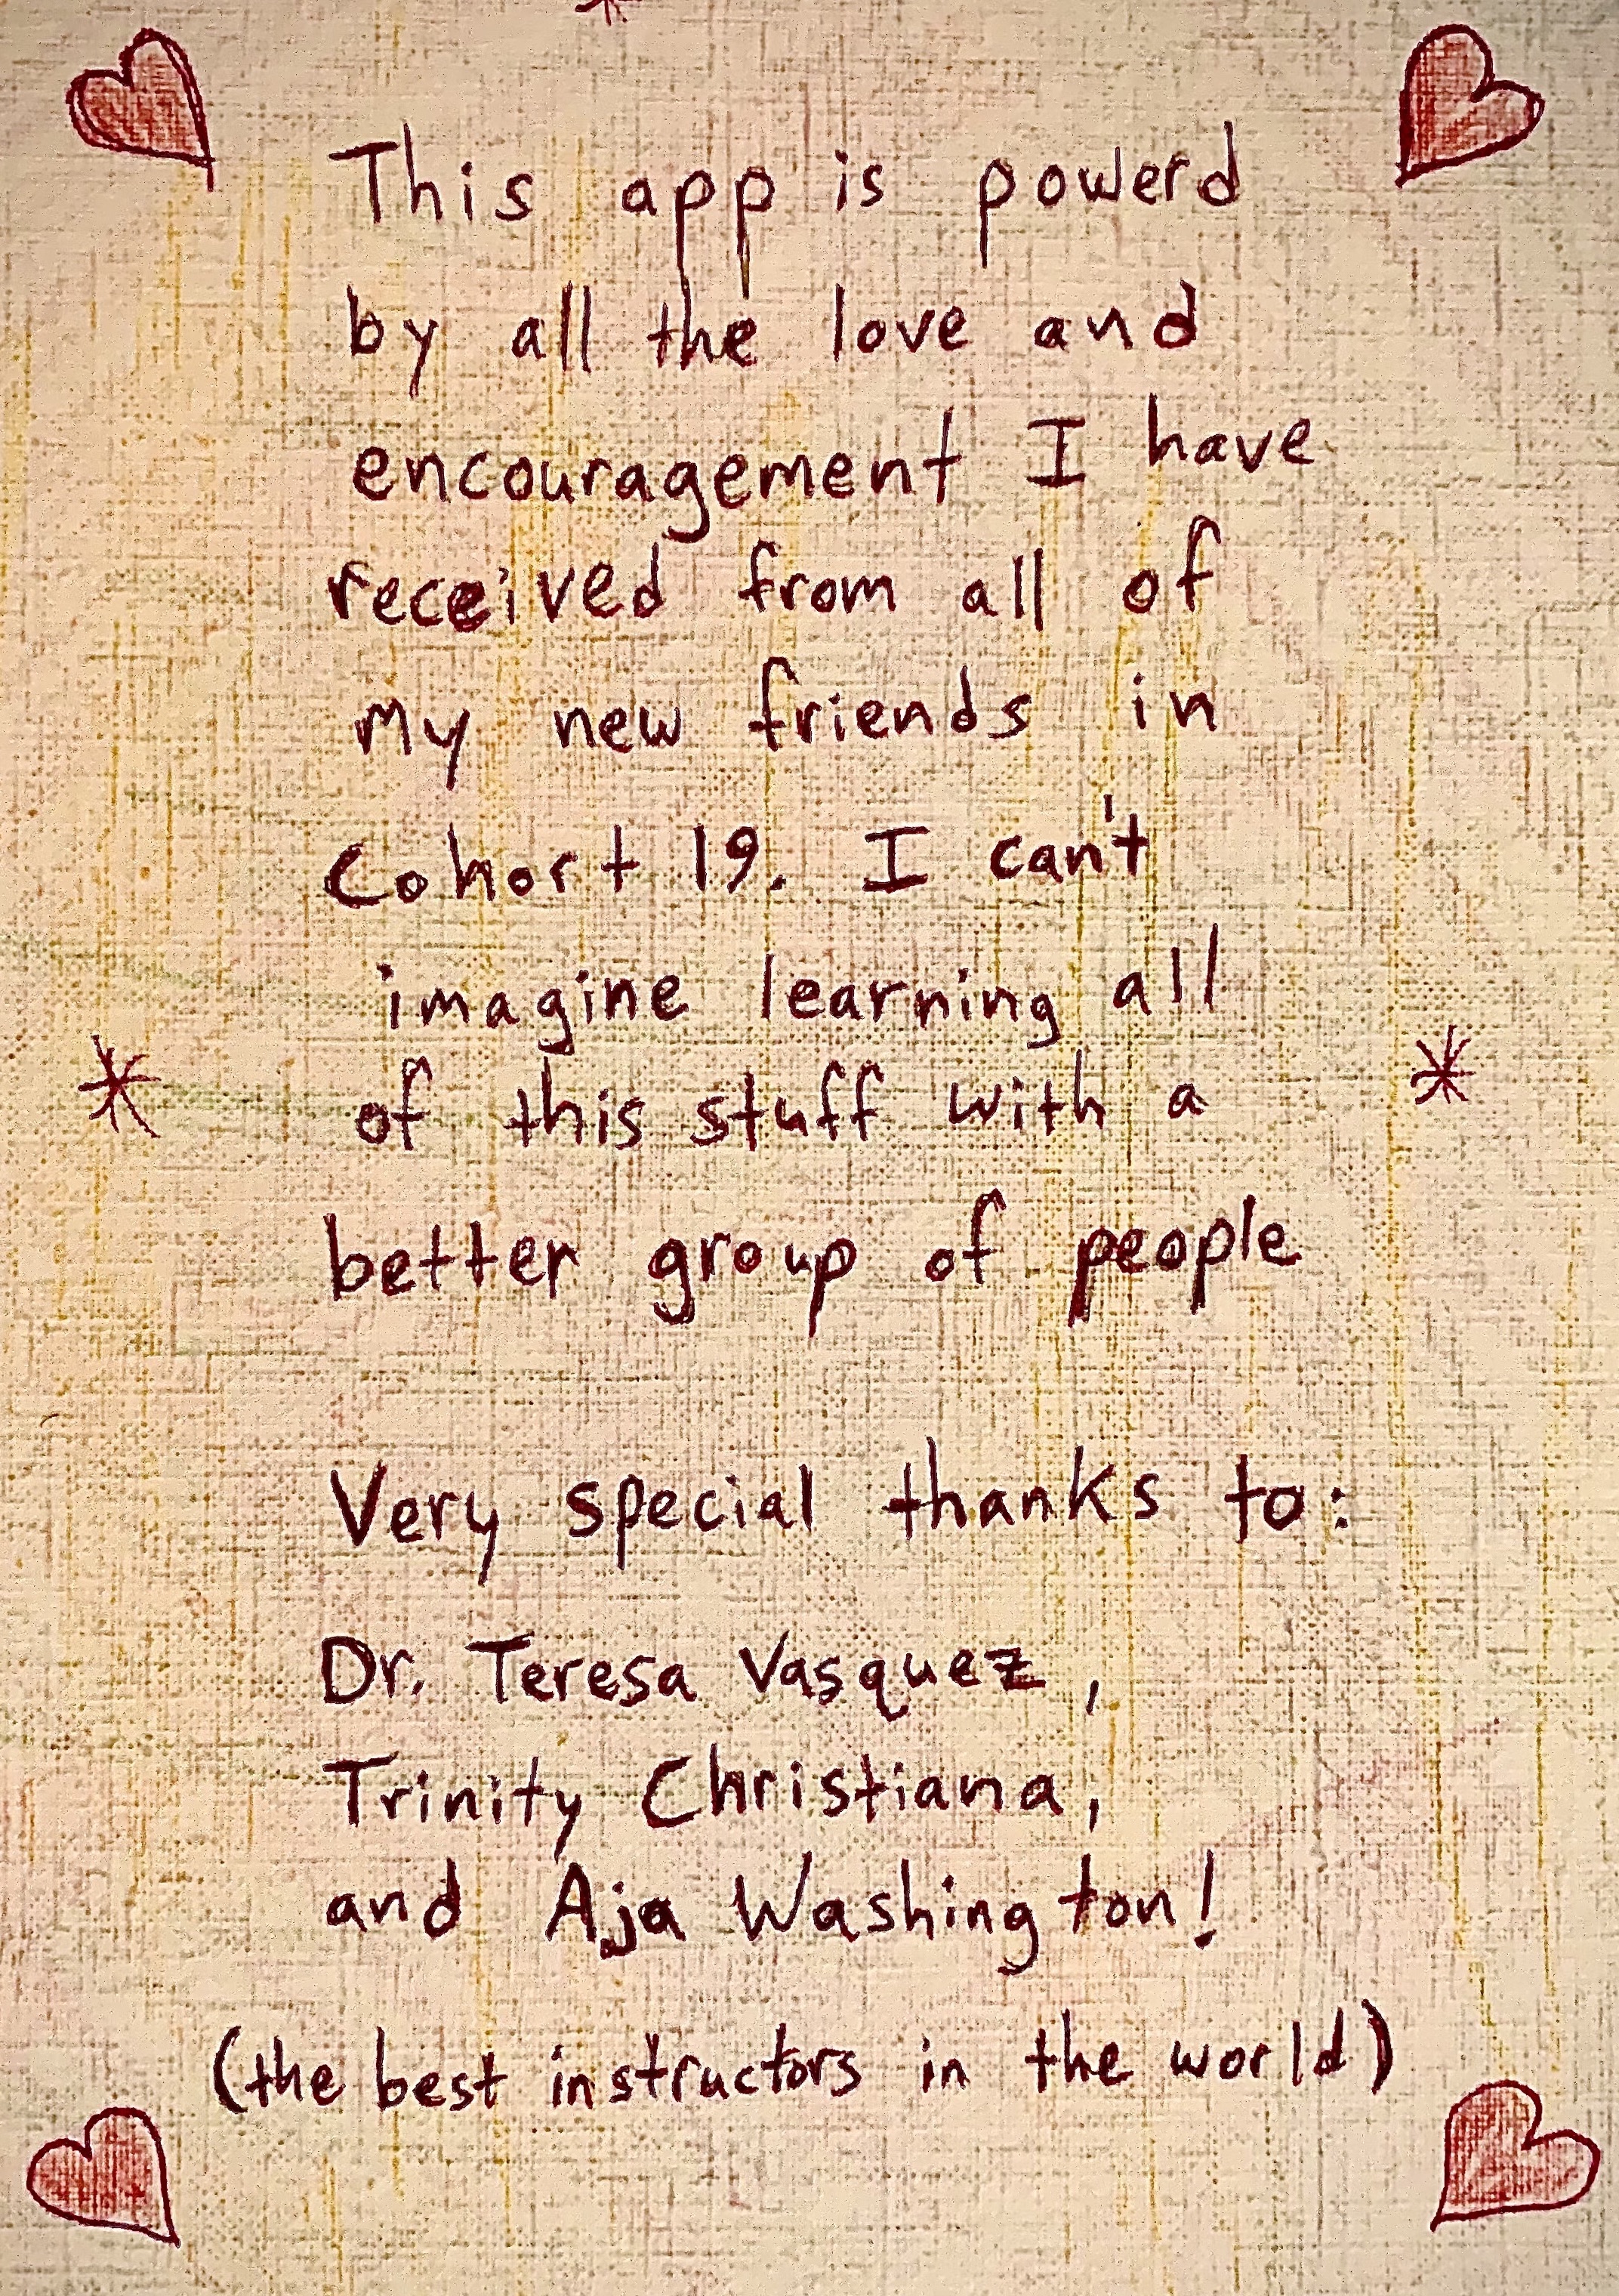 This app is powerd
by all the love and
encouragement I have
received from all of
my new friends in
Cohort 19. I can't
imagine learning all
of this stuff with a
better group of people
Very special thanks to:
Dr. Teresa Vasquez,
Trinity Christiana,
and Aja Washington!
(the best instructors in the world)